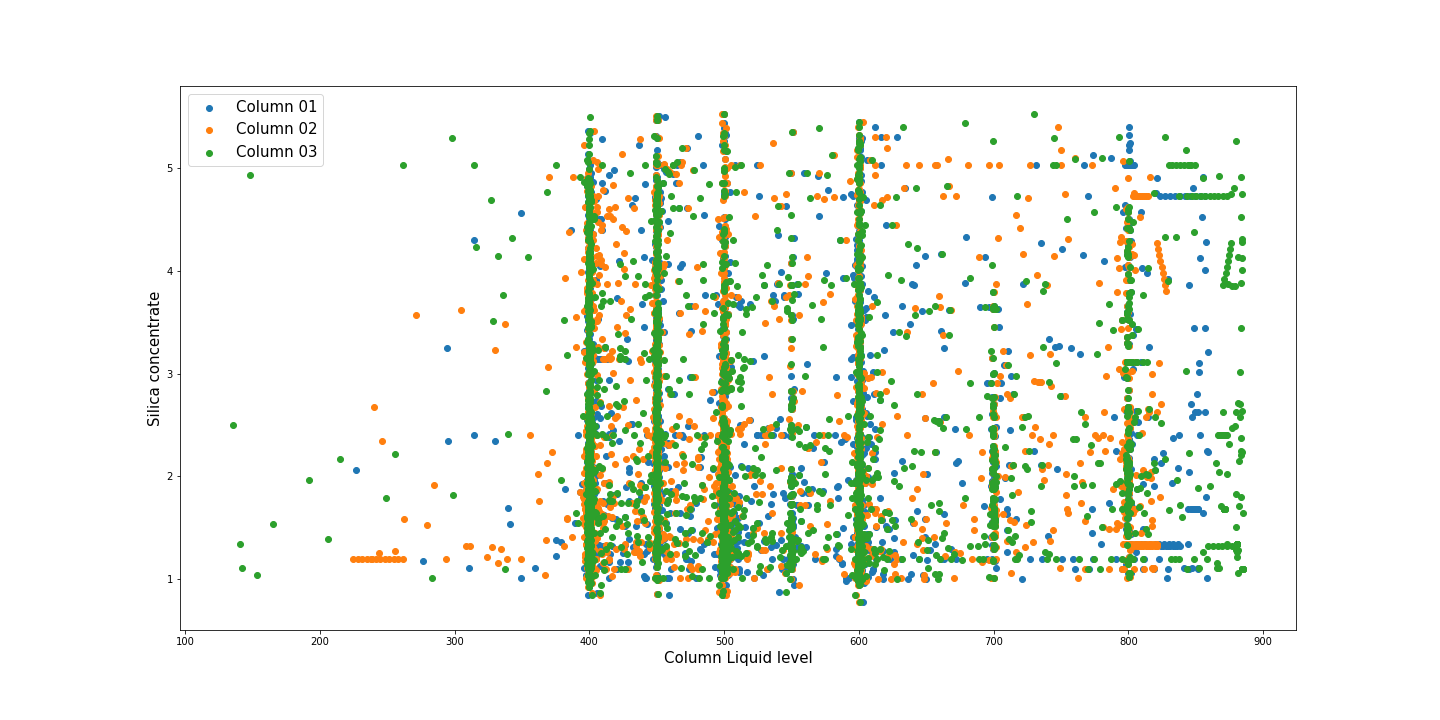 Column 01
Column 02
Column 03
5
4
3
2
1
Silica concentrate
100 200 300 400 500 600 700 800 900
Column Liquid level